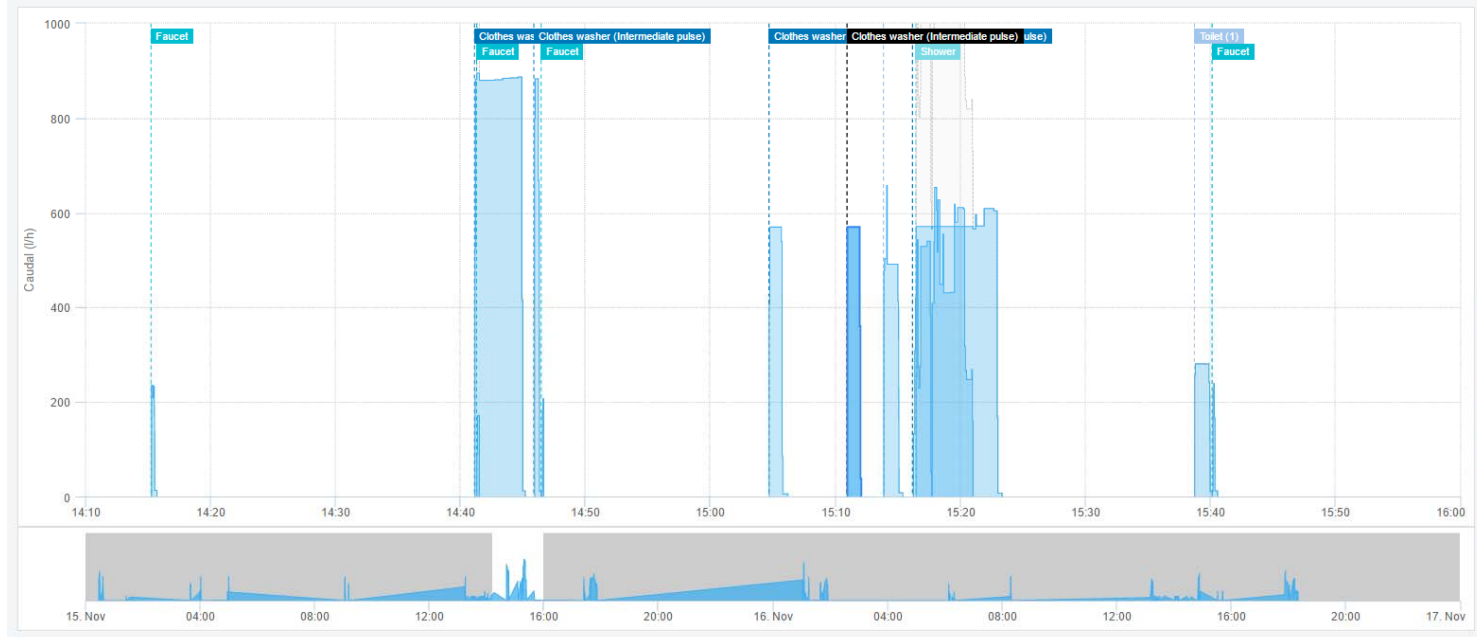 1000
Faucet
Clothes was
Clothes washer (Intermediate pulse)
Clothes washer
Clothes washer (Intermediate pulse)
ulse)
Toilet (1)
Faucet
Faucet
Shower
Faucet
800
600
400
200
0
Caudal (l/h)
14:10 14:20 14:30 14:40 14:50 15:00 15:10 15:20 15:30 15:40 15:50 16:00
15. Nov 04:00 08:00 12:00 16:00 20:00 16. Nov 04:00 08:00 12:00 16:00 20:00 17. Nov